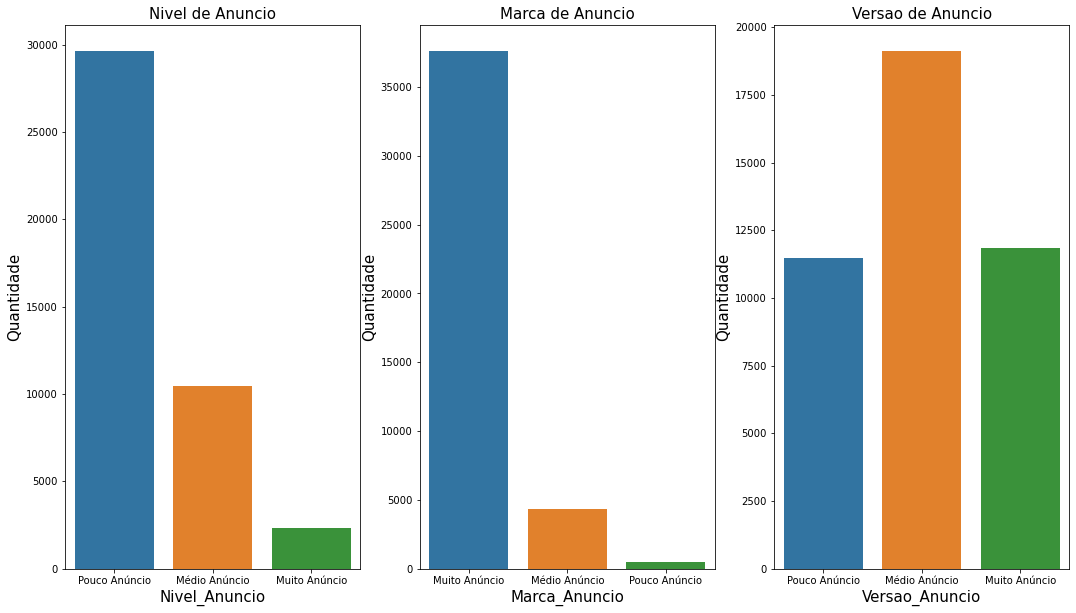 Nivel de Anuncio
Quantidade
30000
25000
20000
15000
10000
5000
0
Pouco Anúncio Médio Anúncio Muito Anúncio
Nivel_Anuncio
Marca de Anuncio
Quantidade
35000
30000
25000
20000
15000
10000
5000
0
Muito Anúncio Médio Anúncio Pouco Anúncio
Marca_Anuncio
Versao de Anuncio
Quantidade
20000
17500
15000
12500
10000
7500
5000
2500
0
Pouco Anúncio Médio Anúncio Muito Anúncio
Versao_Anuncio